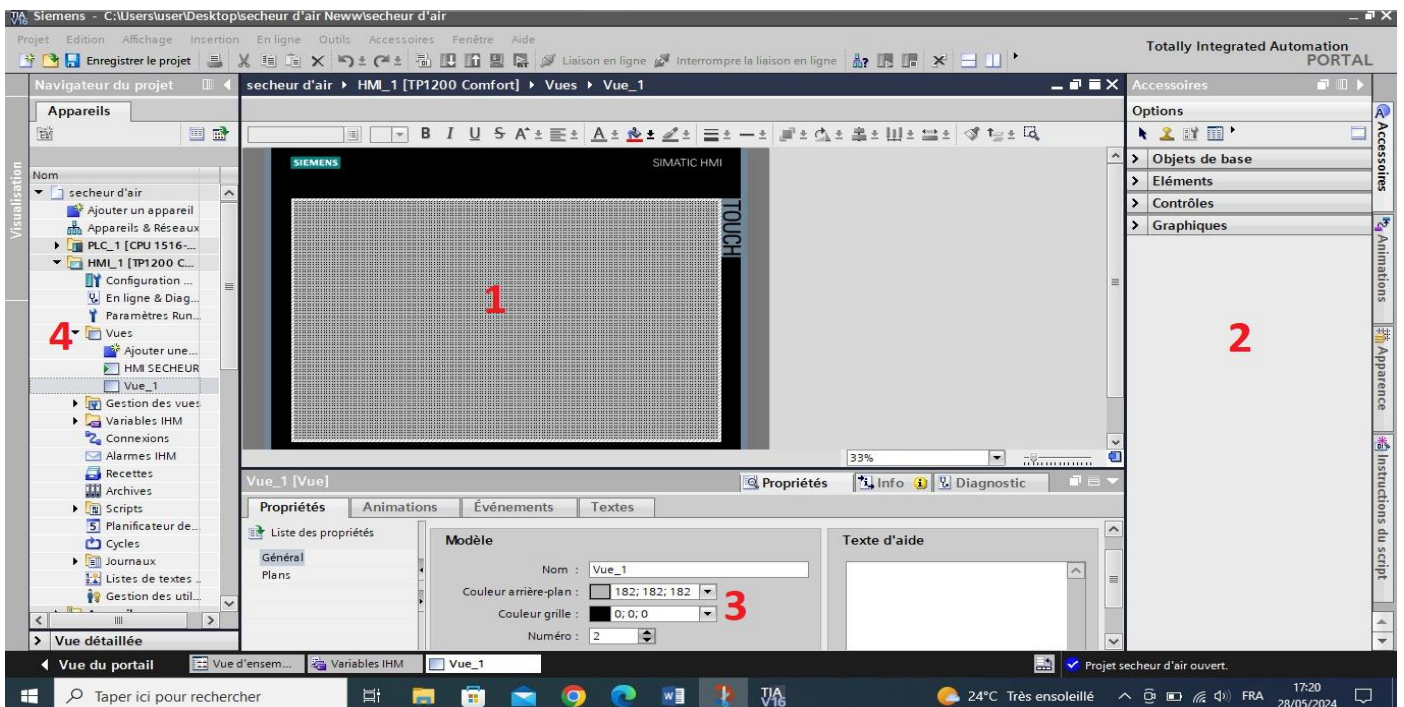 TIA V16 Siemens - C:\Users\user\Desktop\secheur d'air Neww\secheur d'air
Projet Edition Affichage Insertion En ligne Outils Accessoires Fenêtre Aide
Totally Integrated Automation
PORTAL
Enregistrer le projet Liaison en ligne Interrompre la liaison en ligne
Navigateur du projet
secheur d'air HMI_1 [TP1200 Comfort] Vues Vue_1
Accessoires
Appareils
Options
B I U S A A
Visualisation
Nom
secheur d'air
Ajouter un appareil
Appareils & Réseaux
PLC_1 [CPU 1516-...
HMI_1 [TP1200 C...
Configuration ...
En ligne & Diag...
Paramètres Run...
Vues
Ajouter une...
HMI SECHEUR
Vue_1
Gestion des vues
Variables IHM
Connexions
Alarmes IHM
Recettes
Archives
Scripts
Planificateur de...
Cycles
Journaux
Listes de textes ..
Gestion des util...
4
Vue détaillée
SIEMENS SIMATIC HMI
TOUCH
1
33%
Objets de base
Eléments
Contrôles
Graphiques
2
Accessoires
Animations
Apparence
Instructions du script
Vue_1 [Vue]
Propriétés Info Diagnostic
Propriétés Animations Événements Textes
Liste des propriétés
Général
Plans
Modèle
Nom : Vue_1
Couleur arrière-plan : 182; 182; 182
Couleur grille : 0; 0; 0
Numéro : 2
3
Texte d'aide
Vue du portail Vue d'ensem... Variables IHM Vue_1 Projet secheur d'air ouvert.
Taper ici pour rechercher TIA V16 24°C Très ensoleillé FRA 17:20
28/05/2024